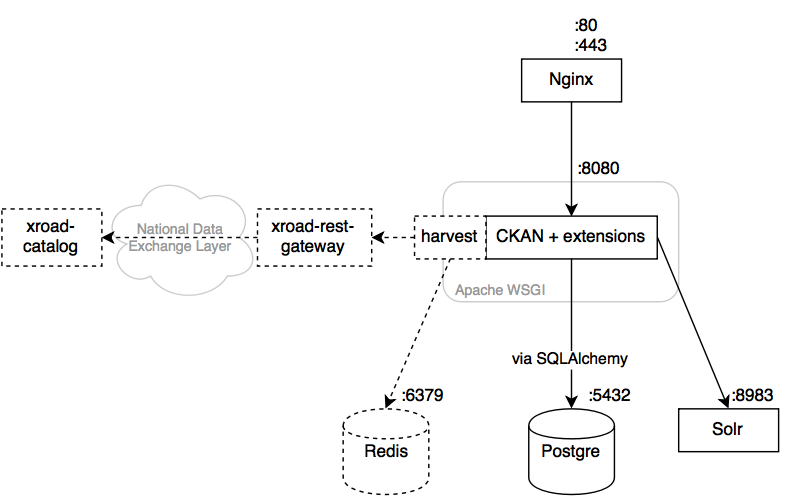 :80
:443
Nginx
:8080
xroad-
catalog
National Data
Exchange Layer
xroad-rest-
gateway
harvest
CKAN + extensions
Apache WSGI
via SQLAlchemy
:6379
:5432
:8983
Redis
Postgre
Solr